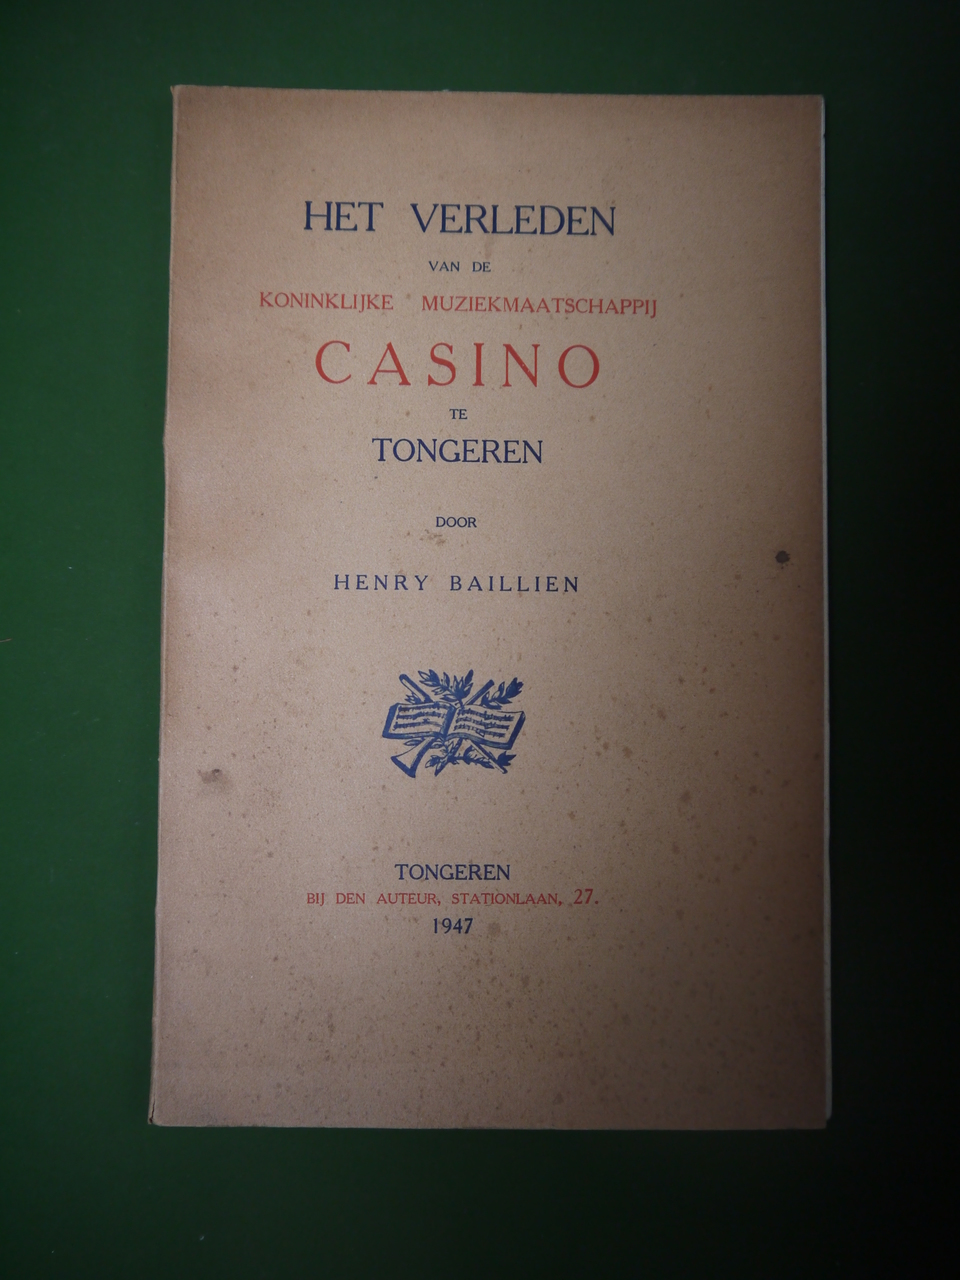 HET VERLEDEN
VAN DE
KONINKLIJKE MUZIEKMAATSCHAPPIJ
CASINO
TE
TONGEREN
DOOR
HENRY BAILLIEN
TONGEREN
BIJ DEN AUTEUR, STATIONLAAN, 27.
1947